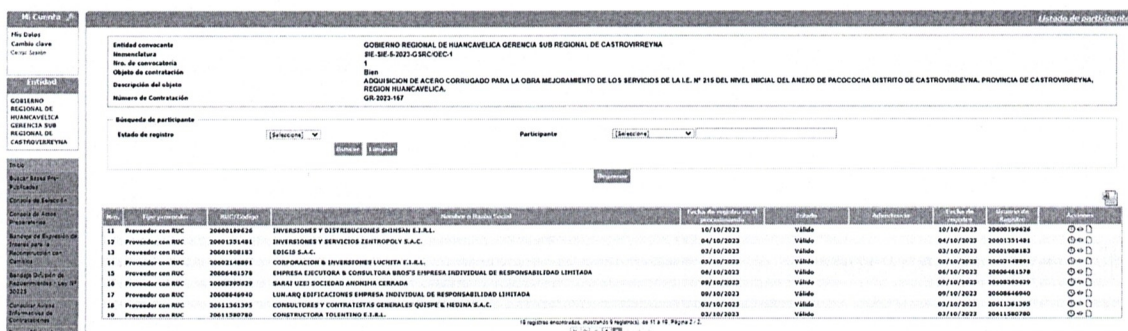 Mi Cuenta
Listado de participante
Mis Datos
Cambio clave
Cerrar Sesión
Entidad
GOBIERNO
REGIONAL DE
HUANCAVELICA
GERENCIA SUB
REGIONAL DE
CASTROVIRREYNA
Inicio
Consola de Selección
Entidad convocante GOBIERNO REGIONAL DE HUANCAVELICA GERENCIA SUB REGIONAL DE CASTROVIRREYNA
Nomenclatura SIE-SIE-5-2023-GSRC/OEC-1
Nro. de convocatoria 1
Objeto de contratación Bien
Descripción del objeto ADQUISICION DE ACERO CORRUGADO PARA LA OBRA MEJORAMIENTO DE LOS SERVICIOS DE LA I.E. N° 215 DEL NIVEL INICIAL DEL ANEXO DE PACOCOCHA DISTRITO DE CASTROVIRREYNA, PROVINCIA DE CASTROVIRREYNA,
REGION HUANCAVELICA.
Número de Contratación GR-2023-167
Búsqueda de participante
Estado de registro [Seleccione] Participante [Seleccione]
Buscar Limpiar
Regresar
Nro. Tipo proveedor RUC/Código Nombre o Razón Social Fecha de registro en el procedimiento Estado Advertencia Fecha de registro Usuario de Registro Acciones
11 Proveedor con RUC 20600199626 INVERSIONES Y DISTRIBUCIONES SHINSAN E.I.R.L. 10/10/2023 Válido 10/10/2023 20600199626
12 Proveedor con RUC 20601351481 INVERSIONES Y SERVICIOS ZENTROPOLY S.A.C. 04/10/2023 Válido 04/10/2023 20601351481
13 Proveedor con RUC 20601908183 S.A.C. 03/10/2023 Válido 03/10/2023 20601908183
14 Proveedor con RUC 20602148891 CORPORACION & INVERSIONES LUCHITA E.I.R.L. 03/10/2023 Válido 03/10/2023 20602148891
15 Proveedor con RUC 20606481578 EMPRESA EJECUTORA & CONSULTORA BROS'S EMPRESA INDIVIDUAL DE RESPONSABILIDAD LIMITADA 06/10/2023 Válido 06/10/2023 20606481578
16 Proveedor con RUC 20608395629 SARAI UZZI SOCIEDAD ANONIMA CERRADA 09/10/2023 Válido 09/10/2023 20608395629
17 Proveedor con RUC 20608646940 LUM.ARQ EDIFICACIONES EMPRESA INDIVIDUAL DE RESPONSABILIDAD LIMITADA 09/10/2023 Válido 09/10/2023 20608646940
18 Proveedor con RUC 20611361395 CONSULTORES Y CONTRATISTAS GENERALES QUISPE & MEDINA S.A.C. 03/10/2023 Válido 03/10/2023 20611361395
19 Proveedor con RUC 20611580780 CONSTRUCTORA TOLENTINO E.I.R.L. 03/10/2023 Válido 03/10/2023 20611580780
19 registros encontrados, mostrando 9 registro(s), de 11 a 19. Página 2 / 2.